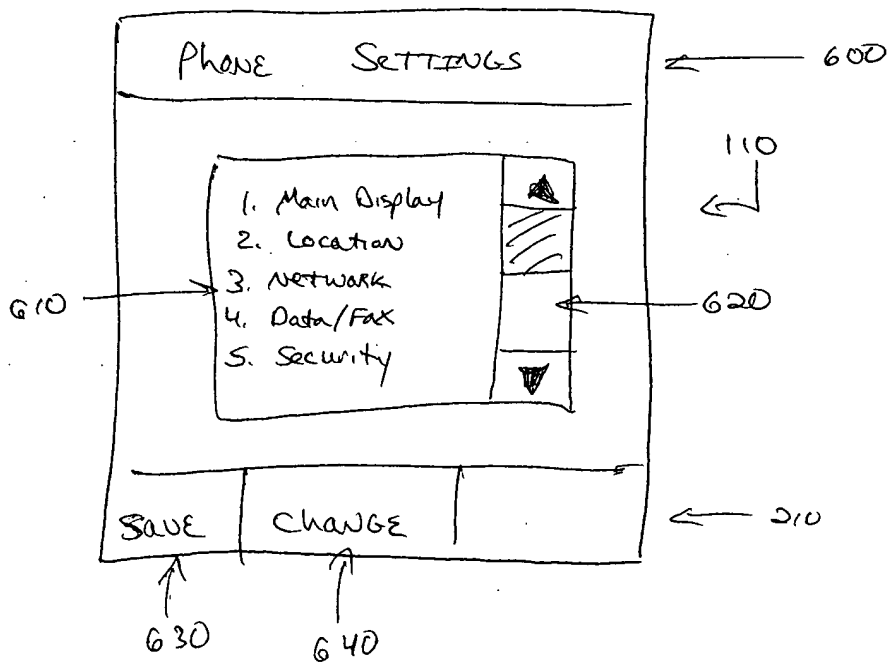 Phone Settings
600
110
1. Main Display
2. Location
3. Network
4. Data/Fax
5. Security
610
620
Save
Change
210
630
640